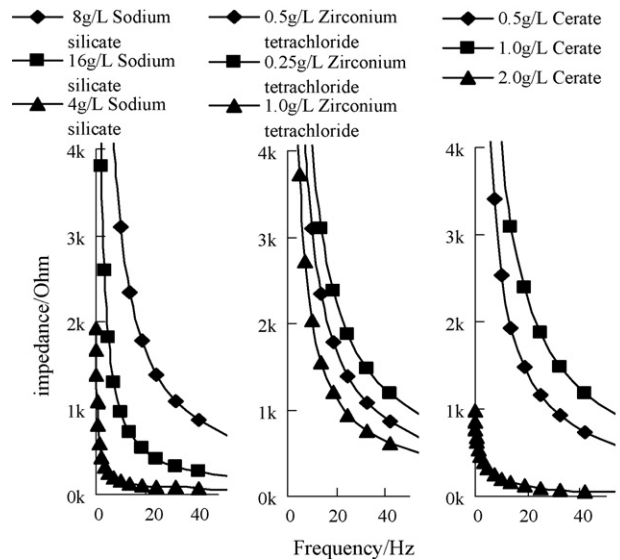 8g/L Sodium silicate
16g/L Sodium silicate
4g/L Sodium silicate
0.5g/L Zirconium tetrachloride
0.25g/L Zirconium tetrachloride
1.0g/L Zirconium tetrachloride
0.5g/L Cerate
1.0g/L Cerate
2.0g/L Cerate
impedance/Ohm
4k
3k
2k
1k
0k
0 20 40
4k
3k
2k
1k
0k
0 20 40
4k
3k
2k
1k
0k
0 20 40
Frequency/Hz